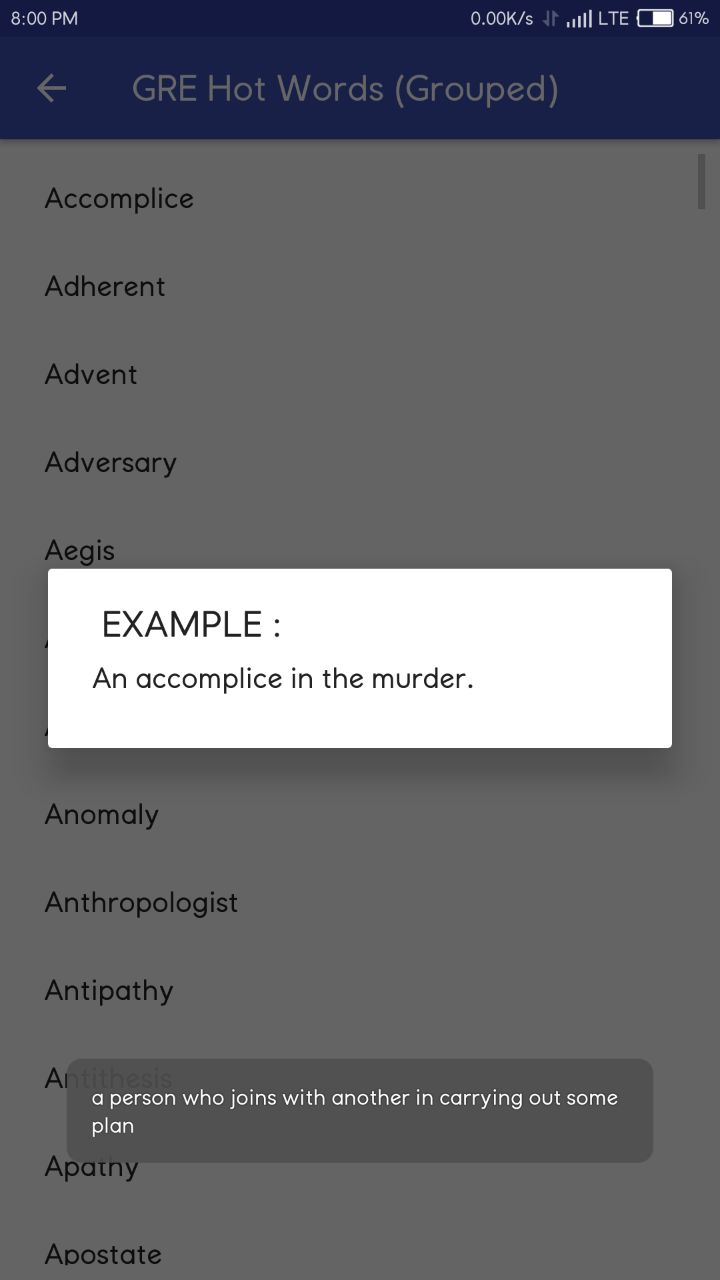 8:00 PM 0.00K/s LTE 61%
GRE Hot Words (Grouped)
Accomplice
Adherent
Advent
Adversary
Aegis
EXAMPLE :
An accomplice in the murder.
Anomaly
Anthropologist
Antipathy
Antithesis
a person who joins with another in carrying out some
plan
Apathy
Apostate